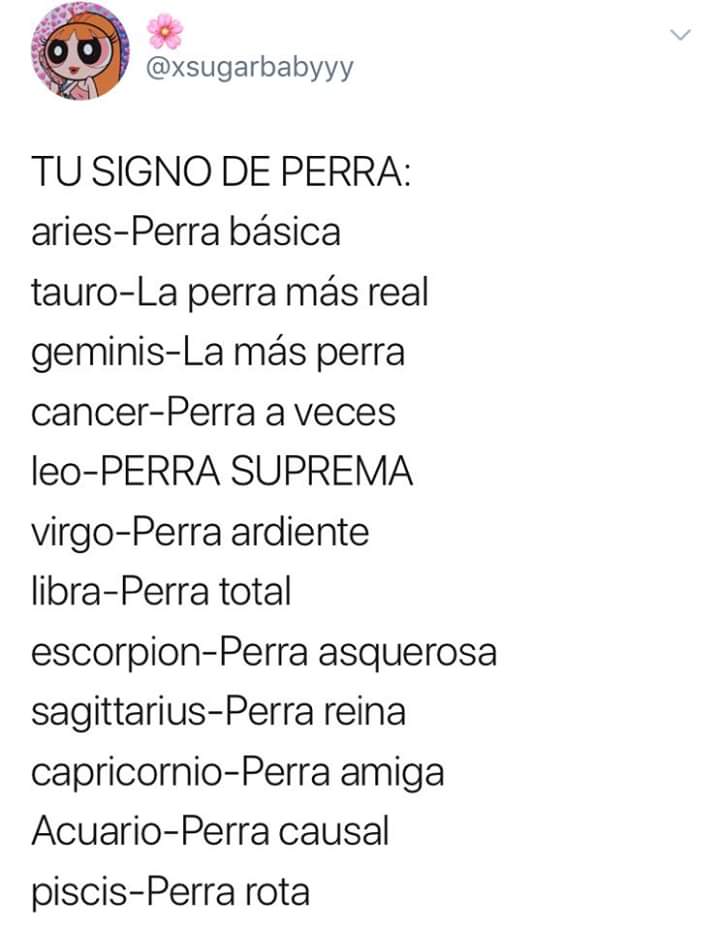 🌸
@xsugarbabyyy
TU SIGNO DE PERRA:
aries-Perra básica
tauro-La perra más real
geminis-La más perra
cancer-Perra a veces
leo-PERRA SUPREMA
virgo-Perra ardiente
libra-Perra total
escorpion-Perra asquerosa
sagittarius-Perra reina
capricornio-Perra amiga
Acuario-Perra causal
piscis-Perra rota